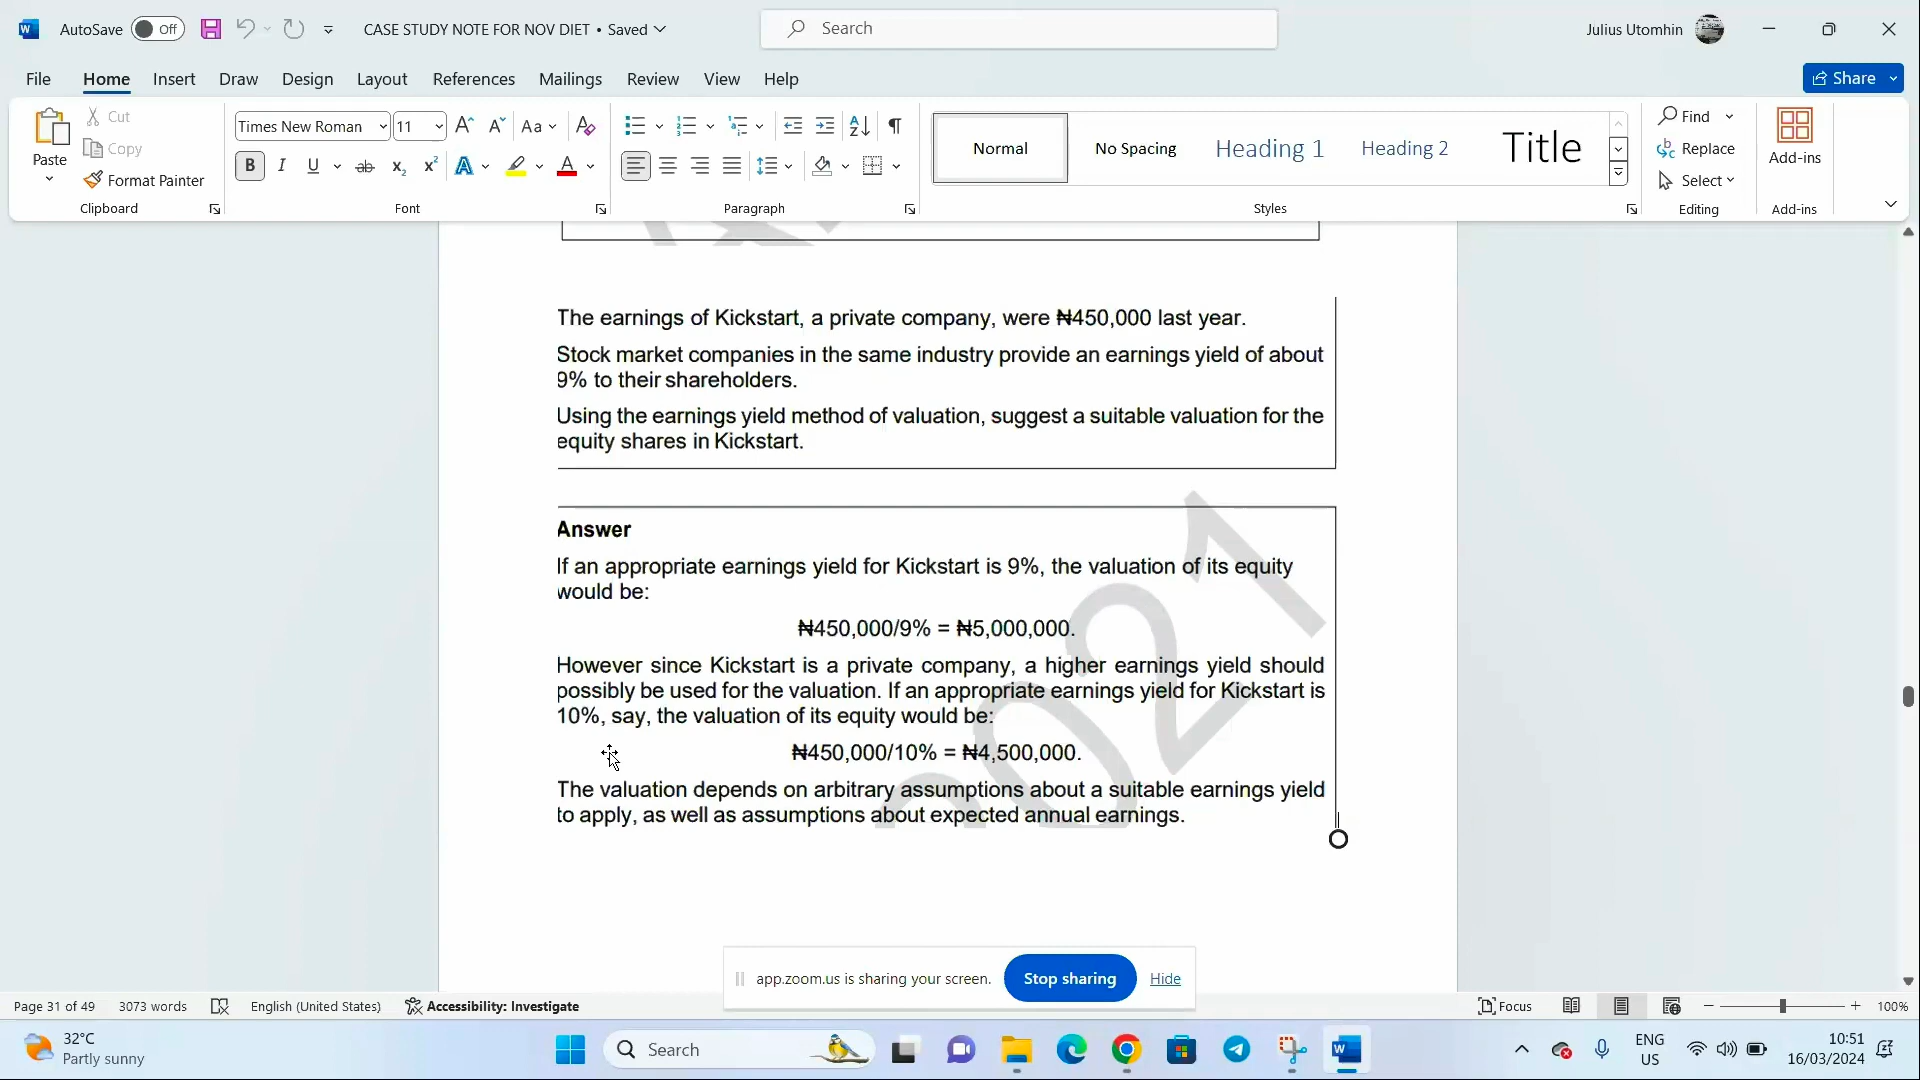 AutoSave Off CASE STUDY NOTE FOR NOV DIET • Saved Search Julius Utomhin
File Home Insert Draw Design Layout References Mailings Review View Help Share
Paste Cut Copy Format Painter
Clipboard
Times New Roman 11 Aa
B I U ab x₂ x² A A
Font
Paragraph
Normal No Spacing Heading 1 Heading 2 Title
Styles
Find
Replace
Select
Editing
Add-ins
Add-ins
The earnings of Kickstart, a private company, were ₦450,000 last year.
Stock market companies in the same industry provide an earnings yield of about
9% to their shareholders.
Using the earnings yield method of valuation, suggest a suitable valuation for the
equity shares in Kickstart.
Answer
If an appropriate earnings yield for Kickstart is 9%, the valuation of its equity
would be:
₦450,000/9% = ₦5,000,000.
However since Kickstart is a private company, a higher earnings yield should
possibly be used for the valuation. If an appropriate earnings yield for Kickstart is
10%, say, the valuation of its equity would be:
₦450,000/10% = ₦4,500,000.
The valuation depends on arbitrary assumptions about a suitable earnings yield
to apply, as well as assumptions about expected annual earnings.
2021
app.zoom.us is sharing your screen. Stop sharing Hide
Page 31 of 49 3073 words English (United States) Accessibility: Investigate Focus 100%
32°C
Partly sunny
Search
ENG
US
10:51
16/03/2024